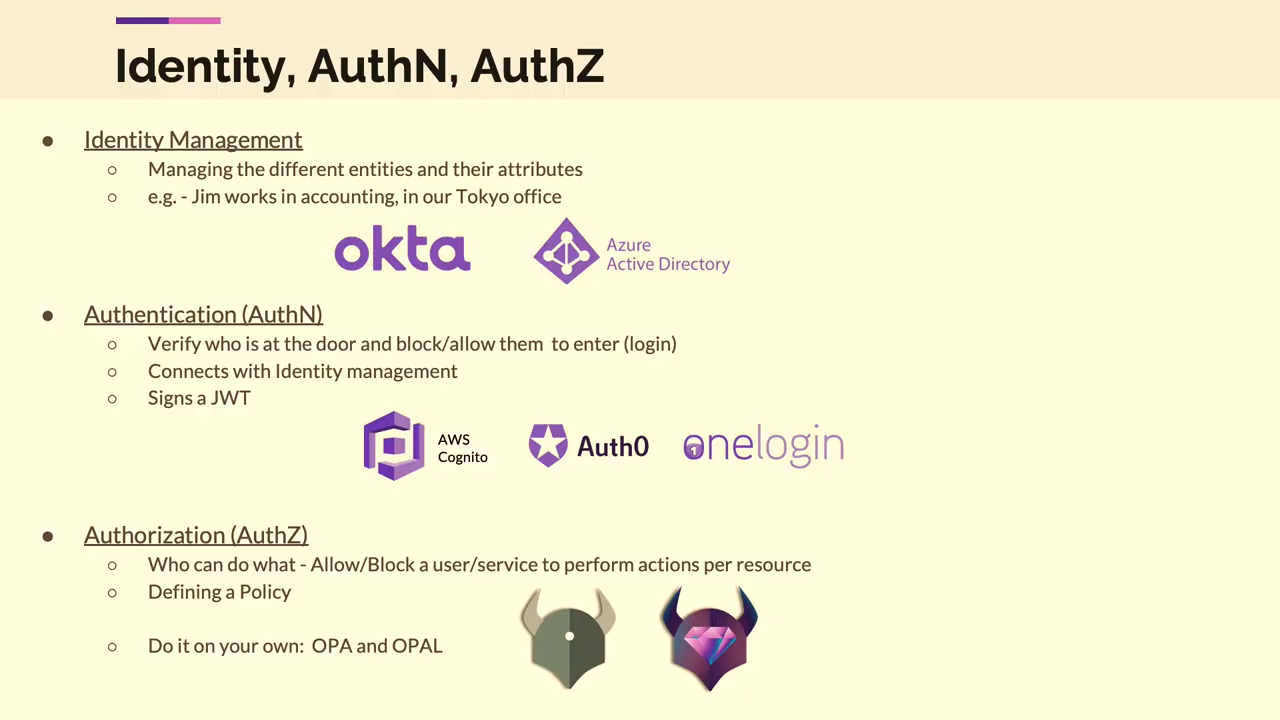 Identity, AuthN, AuthZ
● Identity Management
○ Managing the different entities and their attributes
○ e.g. - Jim works in accounting, in our Tokyo office
okta
Azure
Active Directory
● Authentication (AuthN)
○ Verify who is at the door and block/allow them to enter (login)
○ Connects with Identity management
○ Signs a JWT
AWS
Cognito
Auth0
onelogin
1
● Authorization (AuthZ)
○ Who can do what - Allow/Block a user/service to perform actions per resource
○ Defining a Policy
○ Do it on your own: OPA and OPAL